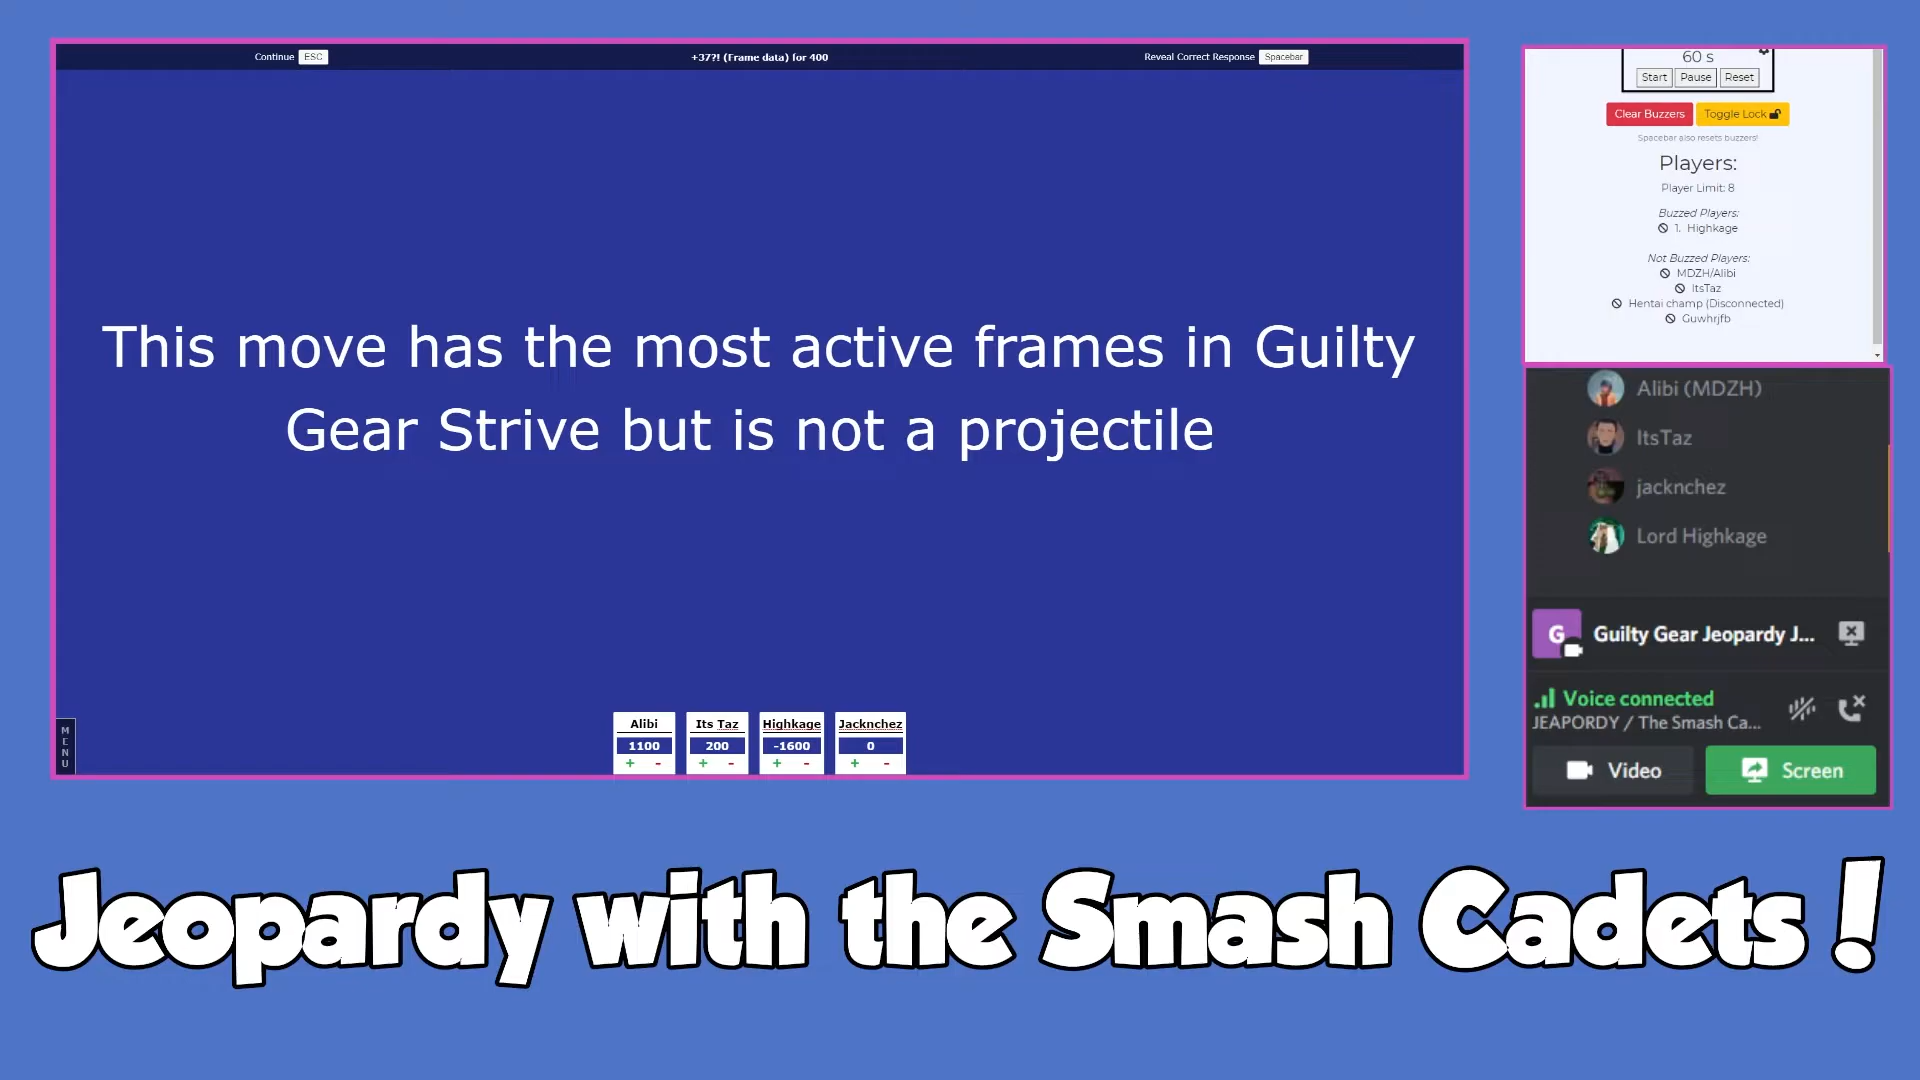 Continue ESC
+37?! (Frame data) for 400
Reveal Correct Response Spacebar
This move has the most active frames in Guilty
Gear Strive but is not a projectile
MENU
Alibi
1100
+ -
Its Taz
200
+ -
Highkage
-1600
+ -
Jacknchez
0
+ -
60 s
Start Pause Reset
Clear Buzzers Toggle Lock
Spacebar also resets buzzers!
Players:
Player Limit: 8
Buzzed Players:
1. Highkage
Not Buzzed Players:
MDZH/Alibi
ItsTaz
Hentai champ (Disconnected)
Guwhrjfb
Alibi (MDZH)
ItsTaz
jacknchez
Lord Highkage
G
Guilty Gear Jeopardy J...
Voice connected
JEAPORDY / The Smash Ca...
Video
Screen
Jeopardy with the Smash Cadets!